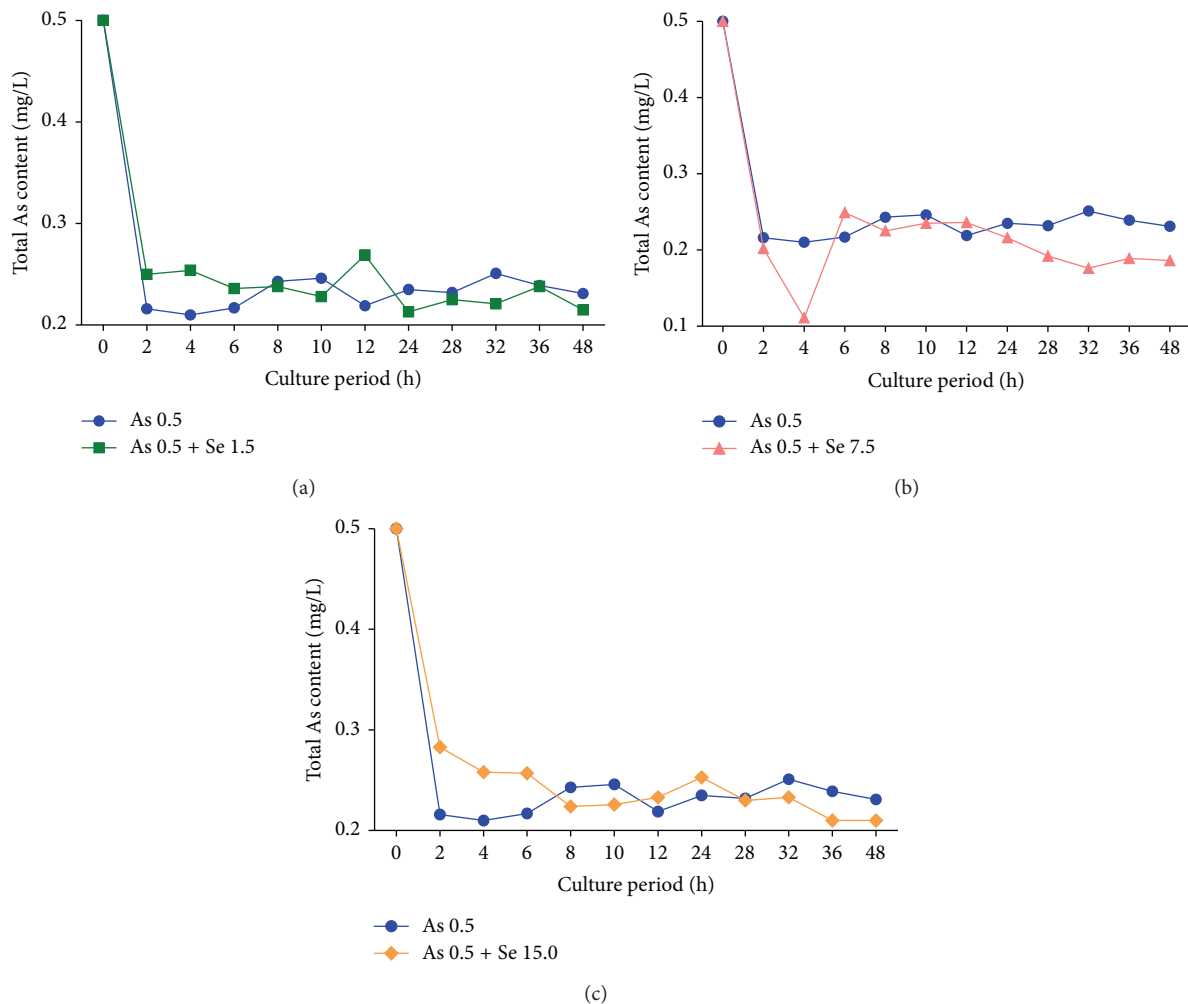 Total As content (mg/L)
0.5
0.4
0.3
0.2
0 2 4 6 8 10 12 24 28 32 36 48
Culture period (h)
As 0.5
As 0.5 + Se 1.5
(a)
Total As content (mg/L)
0.5
0.4
0.3
0.2
0.1
0 2 4 6 8 10 12 24 28 32 36 48
Culture period (h)
As 0.5
As 0.5 + Se 7.5
(b)
Total As content (mg/L)
0.5
0.4
0.3
0.2
0 2 4 6 8 10 12 24 28 32 36 48
Culture period (h)
As 0.5
As 0.5 + Se 15.0
(c)